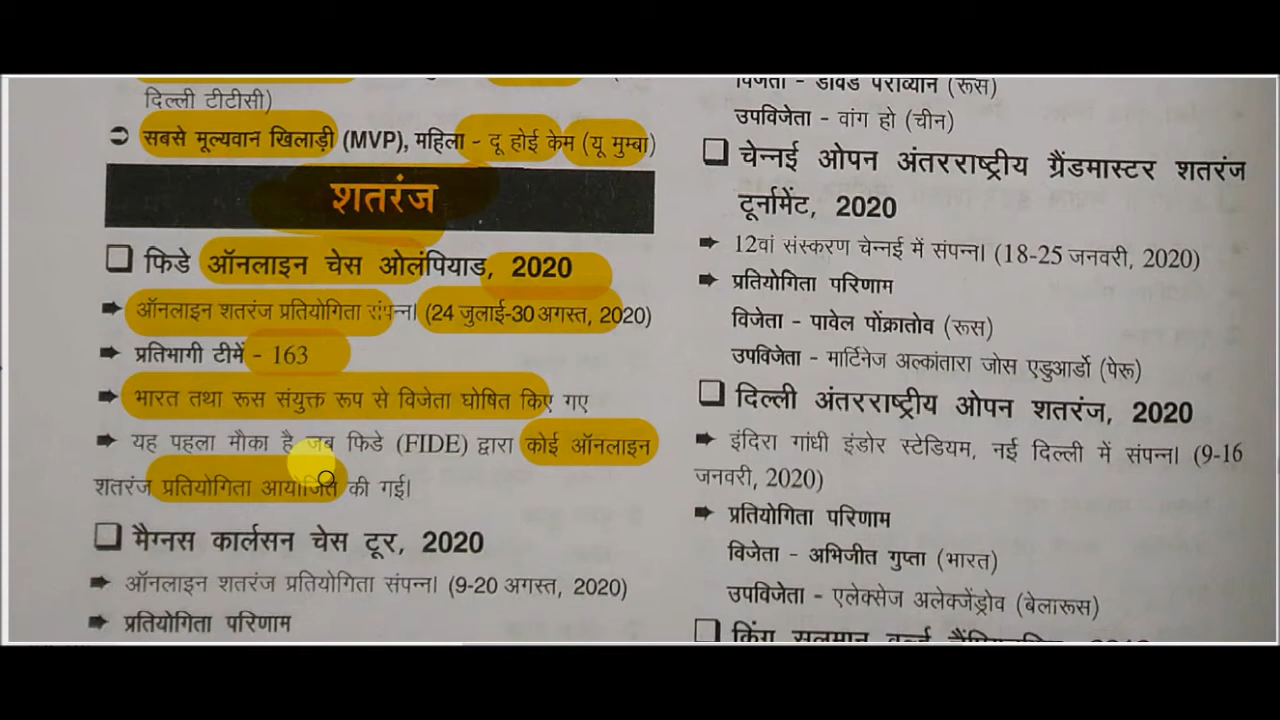 दिल्ली टीटीसी)
➲ सबसे मूल्यवान खिलाड़ी (MVP), महिला - दू होई केम (यू मुम्बा)
शतरंज
❑ फिडे ऑनलाइन चेस ओलंपियाड, 2020
➡ ऑनलाइन शतरंज प्रतियोगिता संपन्न। (24 जुलाई-30 अगस्त, 2020)
➡ प्रतिभागी टीमें - 163
➡ भारत तथा रूस संयुक्त रूप से विजेता घोषित किए गए
➡ यह पहला मौका है जब फिडे (FIDE) द्वारा कोई ऑनलाइन
शतरंज प्रतियोगिता आयोजित की गई।
❑ मैग्नस कार्लसन चेस टूर, 2020
➡ ऑनलाइन शतरंज प्रतियोगिता संपन्न। (9-20 अगस्त, 2020)
➡ प्रतियोगिता परिणाम
विजेता - (रूस)
उपविजेता - वांग हो (चीन)
❑ चेन्नई ओपन अंतरराष्ट्रीय ग्रैंडमास्टर शतरंज
टूर्नामेंट, 2020
➡ 12वां संस्करण चेन्नई में संपन्न। (18-25 जनवरी, 2020)
➡ प्रतियोगिता परिणाम
विजेता - पावेल पोंक्रातोव (रूस)
उपविजेता - मार्टिनेज अल्कांतारा जोस एडुआर्डो (पेरू)
❑ दिल्ली अंतरराष्ट्रीय ओपन शतरंज, 2020
➡ इंदिरा गांधी इंडोर स्टेडियम, नई दिल्ली में संपन्न। (9-16
जनवरी, 2020)
➡ प्रतियोगिता परिणाम
विजेता - अभिजीत गुप्ता (भारत)
उपविजेता - एलेक्सेज अलेक्जेंड्रोव (बेलारूस)
❑ किंग सलमान वर्ल्ड